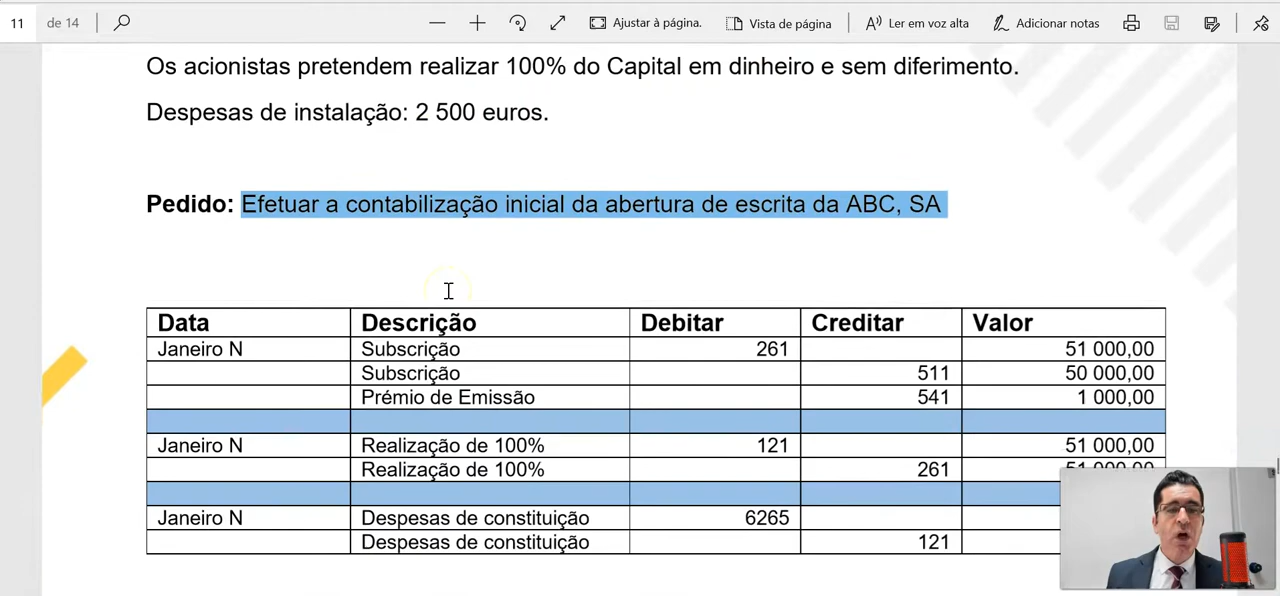 11 de 14 Ajustar à página. Vista de página Ler em voz alta Adicionar notas
Os acionistas pretendem realizar 100% do Capital em dinheiro e sem diferimento.
Despesas de instalação: 2 500 euros.
Pedido: Efetuar a contabilização inicial da abertura de escrita da ABC, SA
Data Descrição Debitar Creditar Valor
Janeiro N Subscrição 261 51 000,00
Subscrição 511 50 000,00
Prémio de Emissão 541 1 000,00
Janeiro N Realização de 100% 121 51 000,00
Realização de 100% 261 51 000,00
Janeiro N Despesas de constituição 6265
Despesas de constituição 121